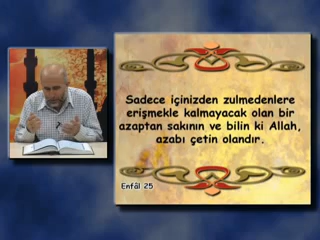 Sadece içinizden zulmedenlere
erişmekle kalmayacak olan bir
azaptan sakının ve bilin ki Allah,
azabı çetin olandır.
Enfâl 25